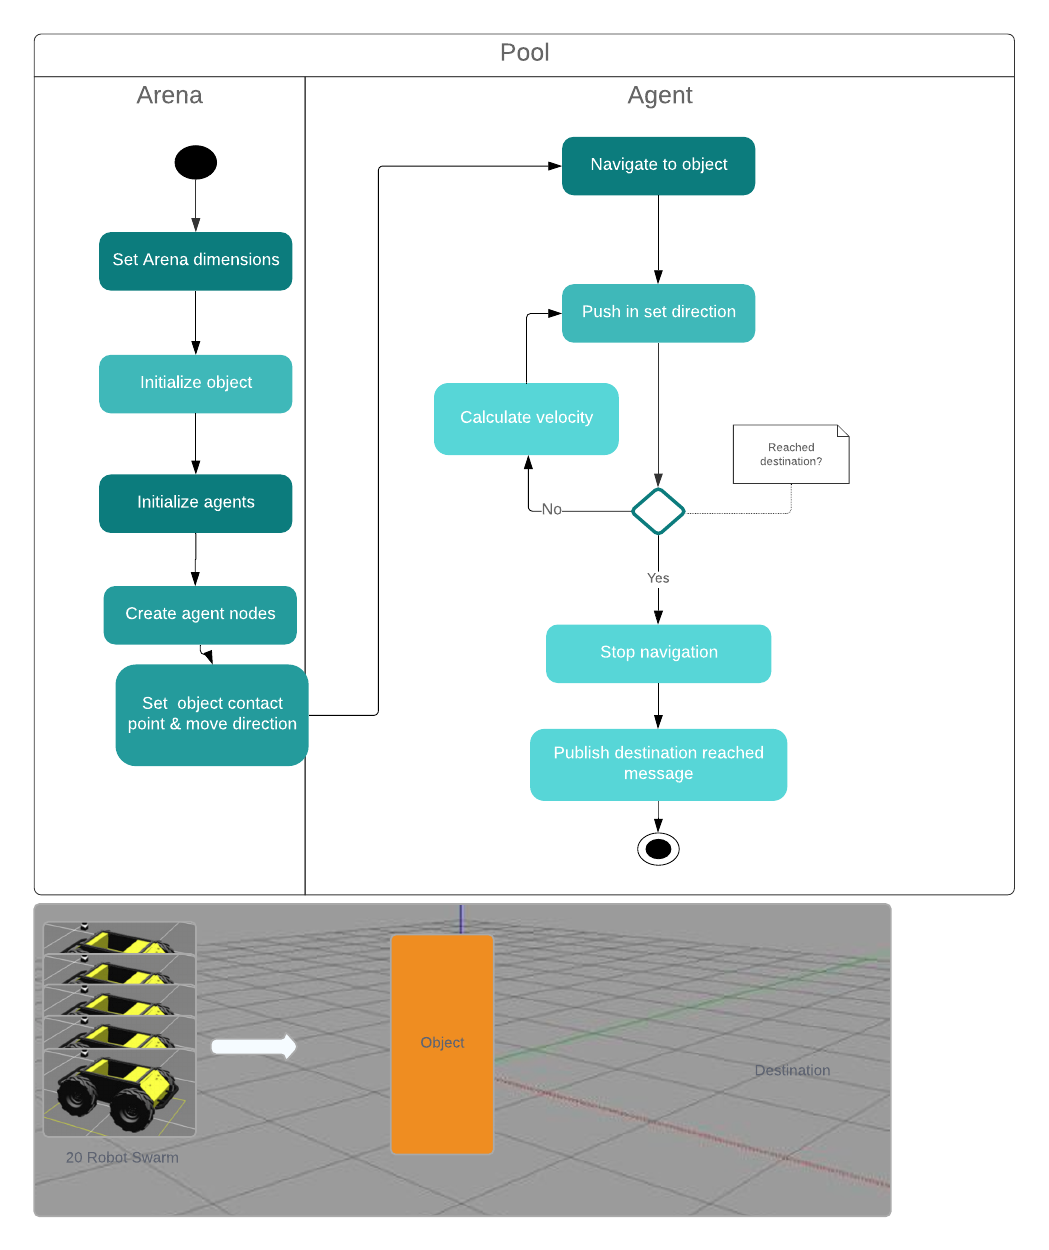 Pool
Arena
Agent
Set Arena dimensions
Initialize object
Initialize agents
Create agent nodes
Set object contact
point & move direction
Navigate to object
Push in set direction
Calculate velocity
Reached
destination?
No
Yes
Stop navigation
Publish destination reached
message
Object
Destination
20 Robot Swarm